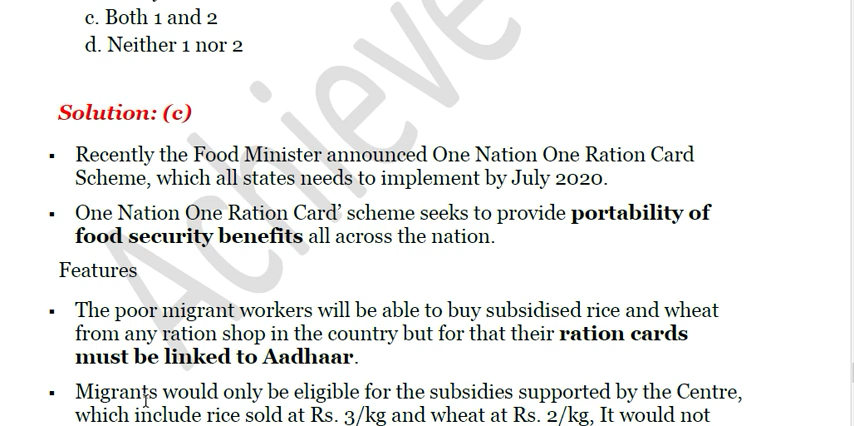 c. Both 1 and 2
d. Neither 1 nor 2
Achieve
Solution: (c)
▪ Recently the Food Minister announced One Nation One Ration Card
Scheme, which all states needs to implement by July 2020.
▪ One Nation One Ration Card’ scheme seeks to provide portability of
food security benefits all across the nation.
Features
▪ The poor migrant workers will be able to buy subsidised rice and wheat
from any ration shop in the country but for that their ration cards
must be linked to Aadhaar.
▪ Migrants would only be eligible for the subsidies supported by the Centre,
which include rice sold at Rs. 3/kg and wheat at Rs. 2/kg, It would not